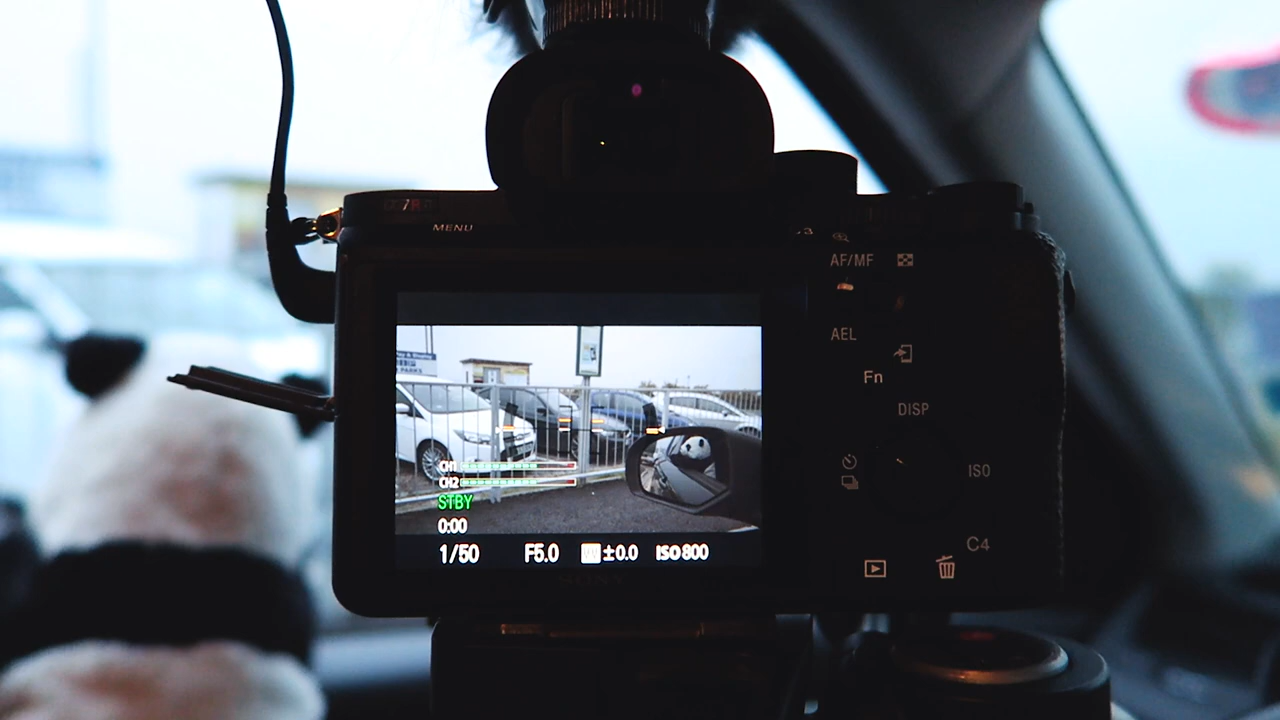 MENU
AF/MF
AEL
Fn
DISP
ISO
C4
CH1
CH2
STBY
0:00
1/50 F5.0 ±0.0 ISO 800
SONY